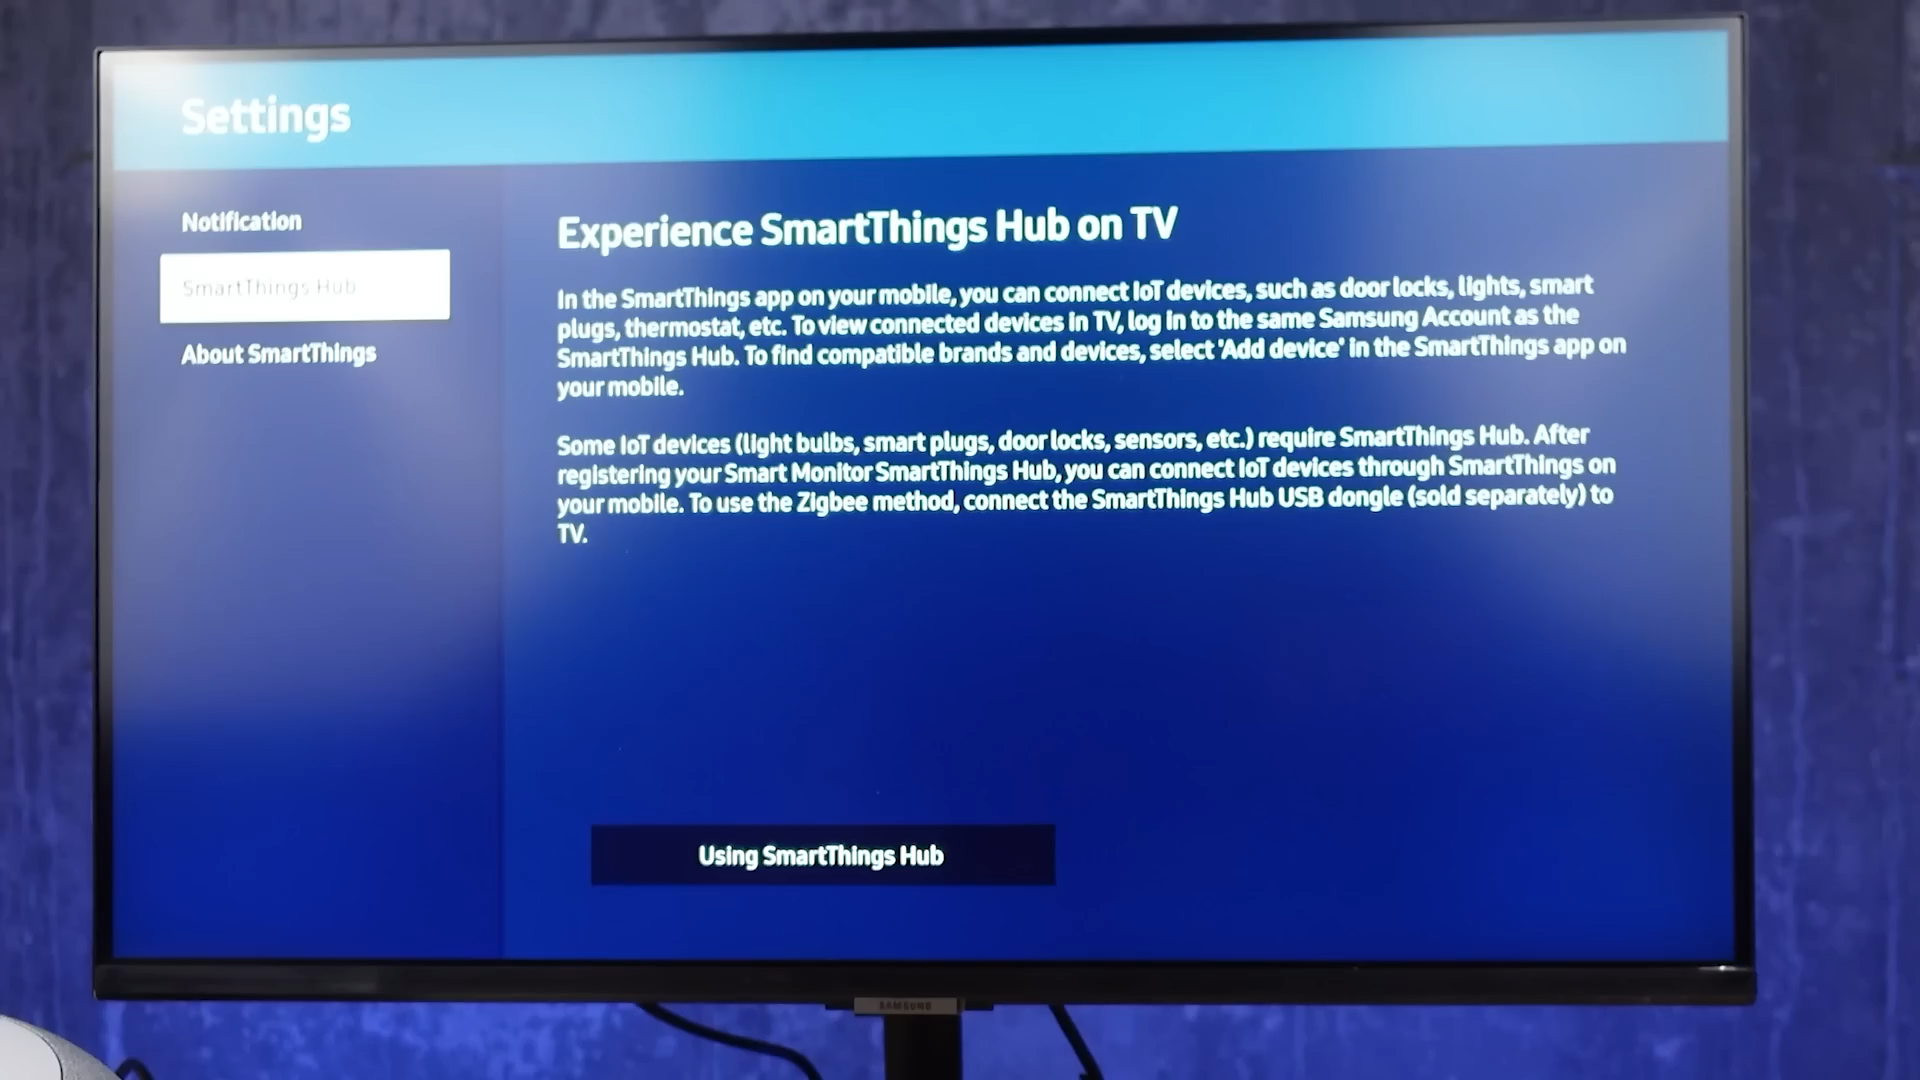 Settings
Notification
SmartThings Hub
About SmartThings
Experience SmartThings Hub on TV
In the SmartThings app on your mobile, you can connect IoT devices, such as door locks, lights, smart
plugs, thermostat, etc. To view connected devices in TV, log in to the same Samsung Account as the
SmartThings Hub. To find compatible brands and devices, select 'Add device' in the SmartThings app on
your mobile.
Some IoT devices (light bulbs, smart plugs, door locks, sensors, etc.) require SmartThings Hub. After
registering your Smart Monitor SmartThings Hub, you can connect IoT devices through SmartThings on
your mobile. To use the Zigbee method, connect the SmartThings Hub USB dongle (sold separately) to
TV.
Using SmartThings Hub
SAMSUNG